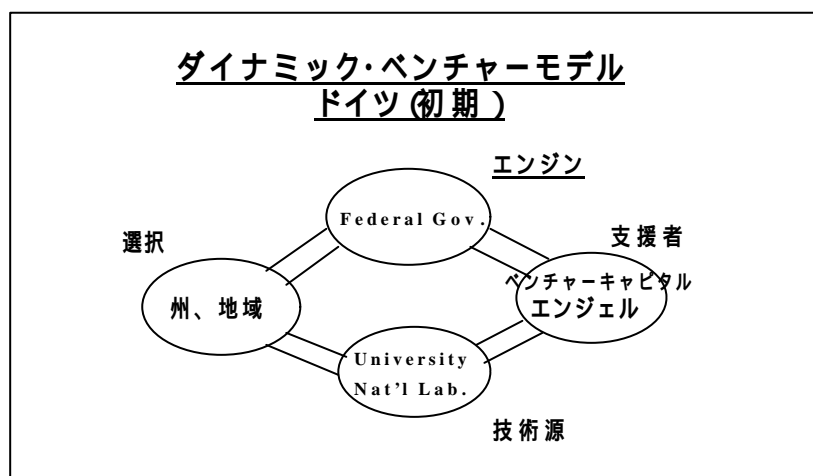 ダイナミック・ベンチャーモデル
ドイツ(初期)
エンジン
Federal Gov.
選択
支援者
州、地域
ベンチャーキャピタル
エンジェル
University
Nat'l Lab.
技術源